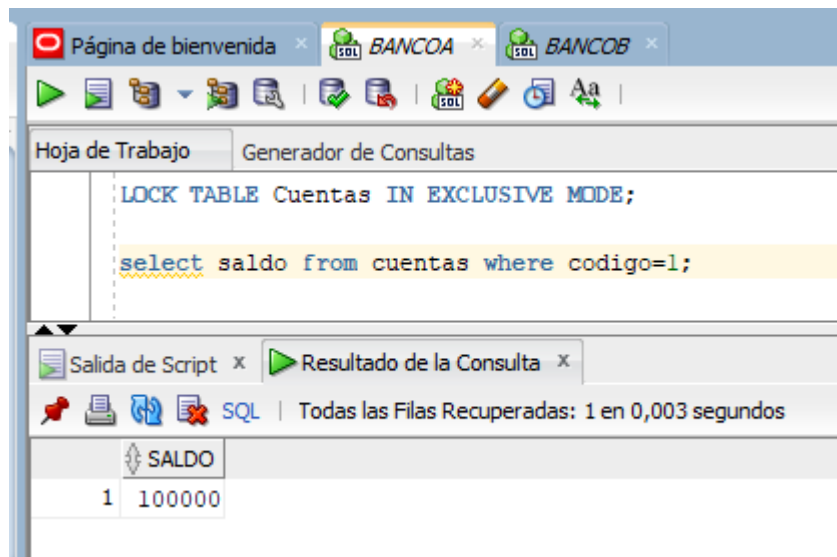 Página de bienvenida BANCOA BANCOB
Hoja de Trabajo Generador de Consultas
LOCK TABLE Cuentas IN EXCLUSIVE MODE;
select saldo from cuentas where codigo=1;
Salida de Script x Resultado de la Consulta x
SQL | Todas las Filas Recuperadas: 1 en 0,003 segundos
SALDO
1 100000